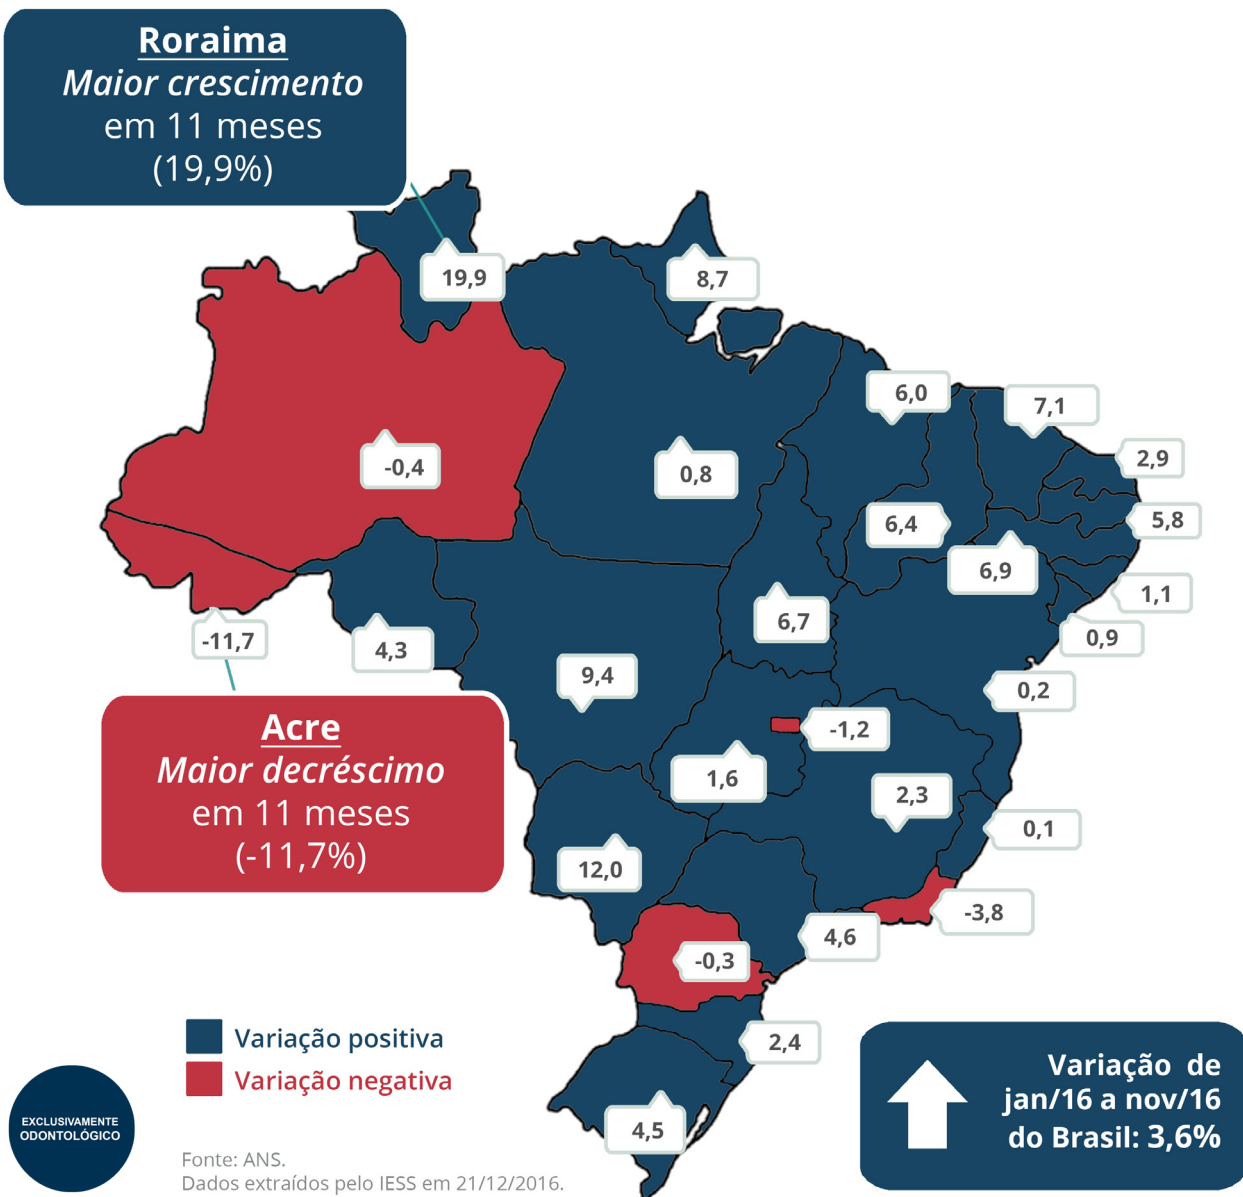 Roraima
Maior crescimento
em 11 meses
(19,9%)
19,9
8,7
6,0
7,1
2,9
-0,4
0,8
6,4
5,8
6,9
1,1
-11,7
4,3
6,7
0,9
9,4
0,2
-1,2
Acre
Maior decréscimo
em 11 meses
(-11,7%)
1,6
2,3
0,1
12,0
-3,8
4,6
-0,3
2,4
4,5
Variação positiva
Variação negativa
Variação de
jan/16 a nov/16
do Brasil: 3,6%
EXCLUSIVAMENTE
ODONTOLÓGICO
Fonte: ANS.
Dados extraídos pelo IESS em 21/12/2016.